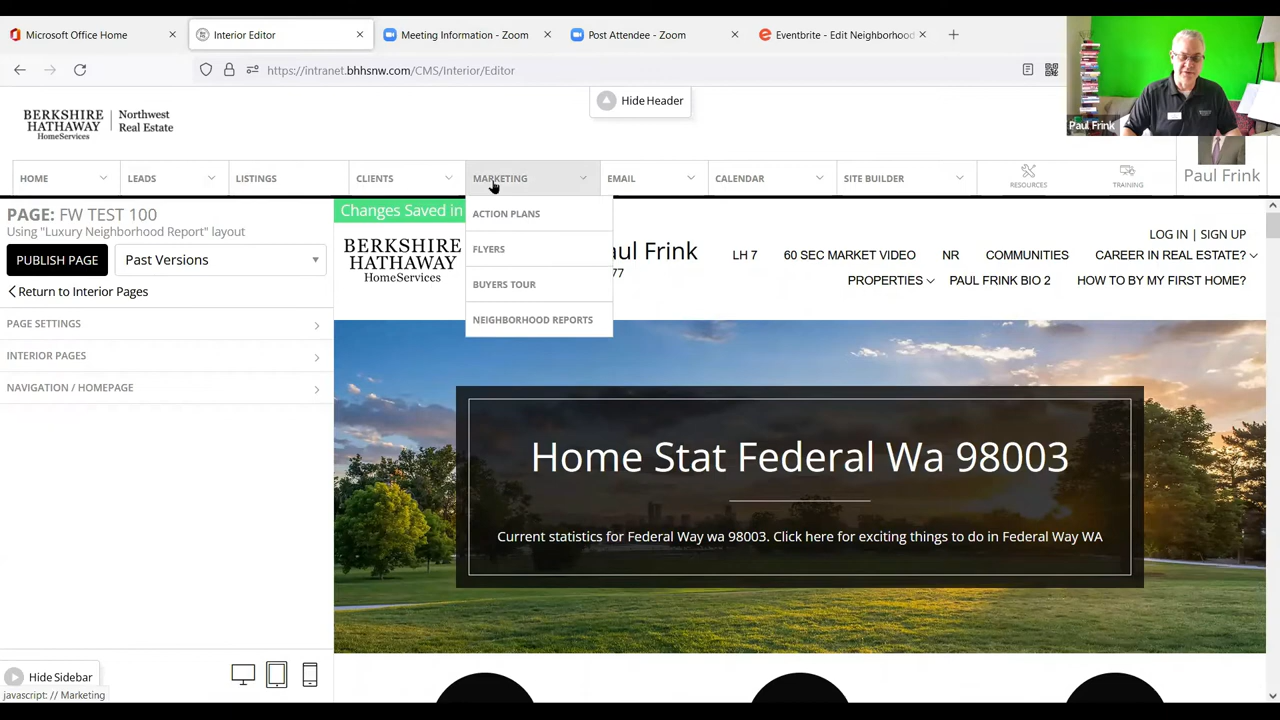 Microsoft Office Home
Interior Editor
Meeting Information - Zoom
Post Attendee - Zoom
Eventbrite - Edit Neighborhood
https://intranet.bhhsnw.com/CMS/Interior/Editor
Paul Frink
BERKSHIRE HATHAWAY HomeServices
Northwest Real Estate
Hide Header
HOME
LEADS
LISTINGS
CLIENTS
MARKETING
EMAIL
CALENDAR
SITE BUILDER
RESOURCES
TRAINING
Paul Frink
ACTION PLANS
FLYERS
BUYERS TOUR
NEIGHBORHOOD REPORTS
PAGE: FW TEST 100
Using "Luxury Neighborhood Report" layout
PUBLISH PAGE
Past Versions
Return to Interior Pages
PAGE SETTINGS
INTERIOR PAGES
NAVIGATION / HOMEPAGE
Hide Sidebar
javascript: // Marketing
Changes Saved in
BERKSHIRE
HATHAWAY
HomeServices
aul Frink
77
LOG IN | SIGN UP
LH 7
60 SEC MARKET VIDEO
NR
COMMUNITIES
CAREER IN REAL ESTATE?
PROPERTIES
PAUL FRINK BIO 2
HOW TO BY MY FIRST HOME?
Home Stat Federal Wa 98003
Current statistics for Federal Way wa 98003. Click here for exciting things to do in Federal Way WA